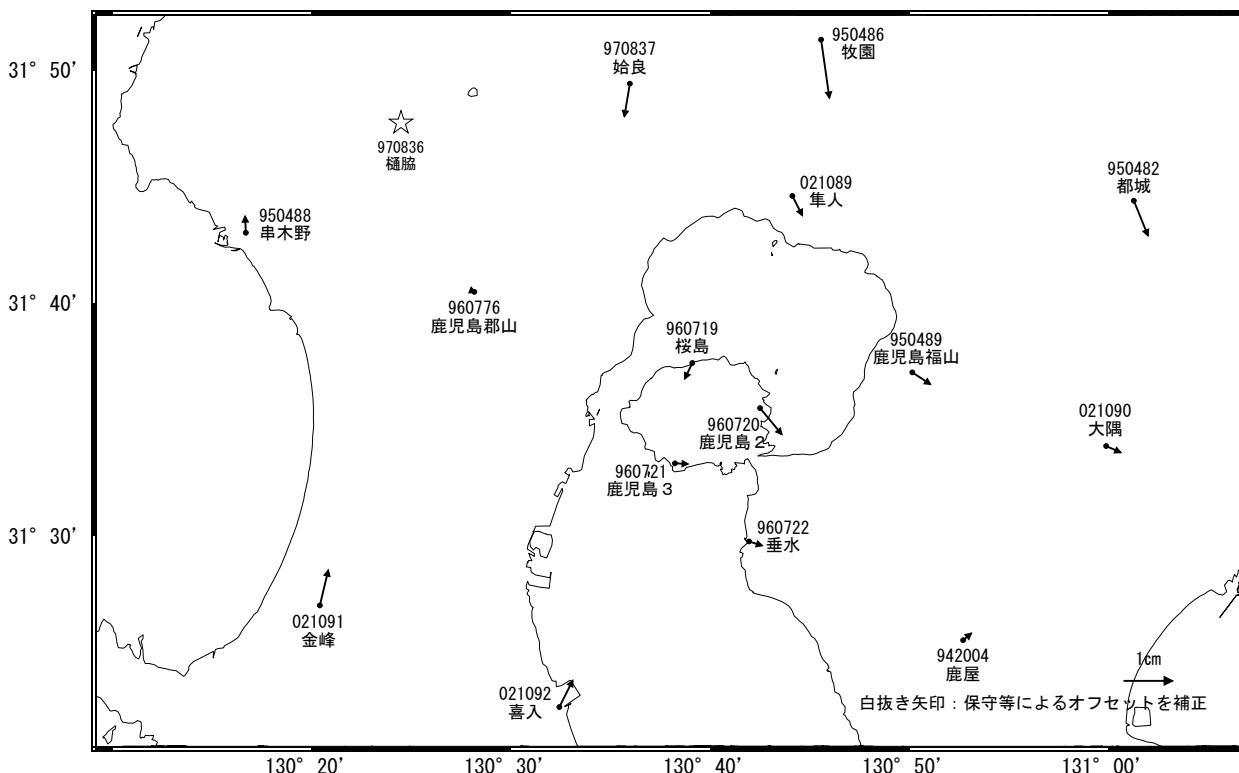 950486
牧園
970837
姶良
31° 50'
970836
樋脇
950482
都城
021089
隼人
950488
串木野
31° 40'
960776
鹿児島郡山
960719
桜島
950489
鹿児島福山
021090
大隅
960720
鹿児島2
960721
鹿児島3
31° 30'
960722
垂水
021091
金峰
942004
鹿屋
1cm
021092
喜入
白抜き矢印:保守等によるオフセットを補正
130° 20' 130° 30' 130° 40' 130° 50' 131° 00'